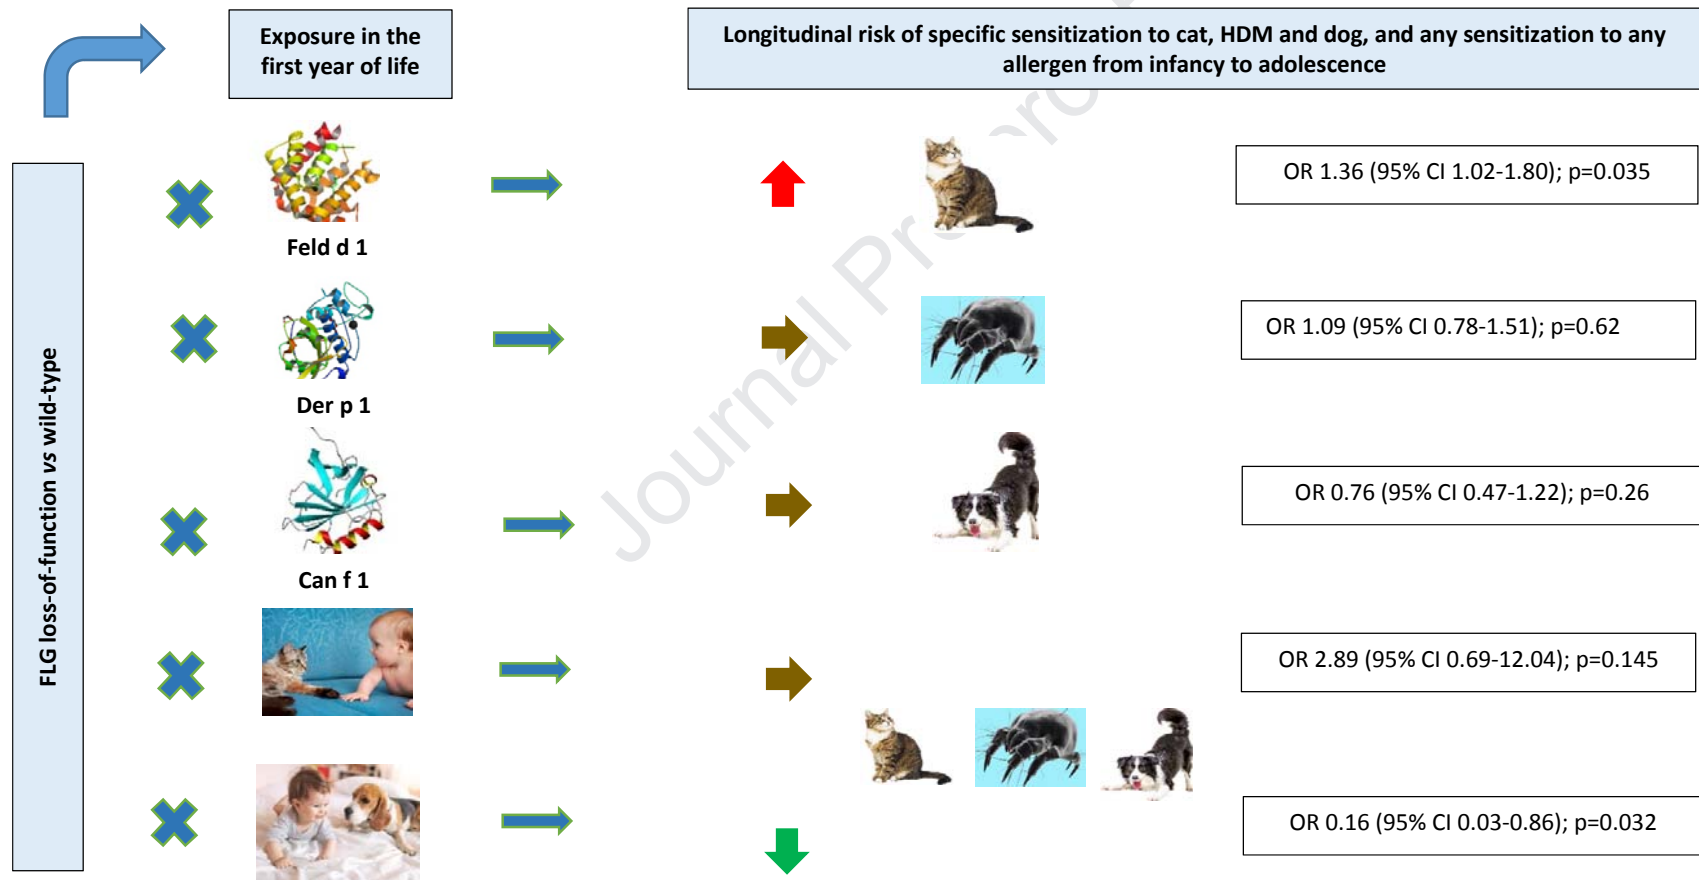 Exposure in the
first year of life
Longitudinal risk of specific sensitization to cat, HDM and dog, and any sensitization to any
allergen from infancy to adolescence
FLG loss-of-function vs wild-type
Feld d 1
OR 1.36 (95% CI 1.02-1.80); p=0.035
Der p 1
OR 1.09 (95% CI 0.78-1.51); p=0.62
Can f 1
OR 0.76 (95% CI 0.47-1.22); p=0.26
OR 2.89 (95% CI 0.69-12.04); p=0.145
OR 0.16 (95% CI 0.03-0.86); p=0.032
Journal Pre-pro